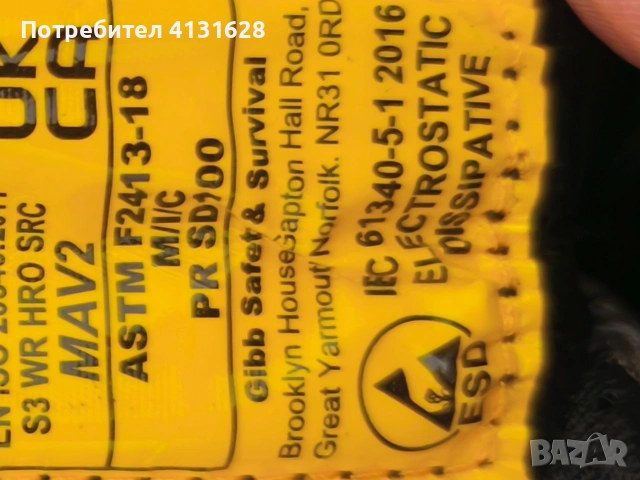 Потребител 4131628
UK
CA
S3 WR HRO SRC
MAV2
ASTM F2413-18
M/I/C
PR SD100
Gibb Safety & Survival
Brooklyn House Gapton Hall Road,
Great Yarmouth Norfolk. NR31 0RD
IEC 61340-5-1 2016
ELECTROSTATIC
DISSIPATIVE
ESD
BAZAR